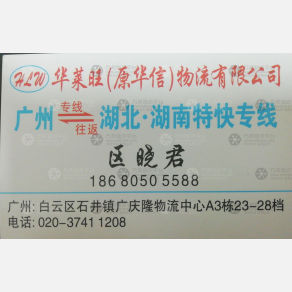 HLW 华莱旺(原华信)物流有限公司
广州 专线 往返 湖北·湖南特快专线
区晓君
186 8050 5588
广州: 白云区石井镇广庆隆物流中心A3栋23-28档
电话: 020-3741 1208